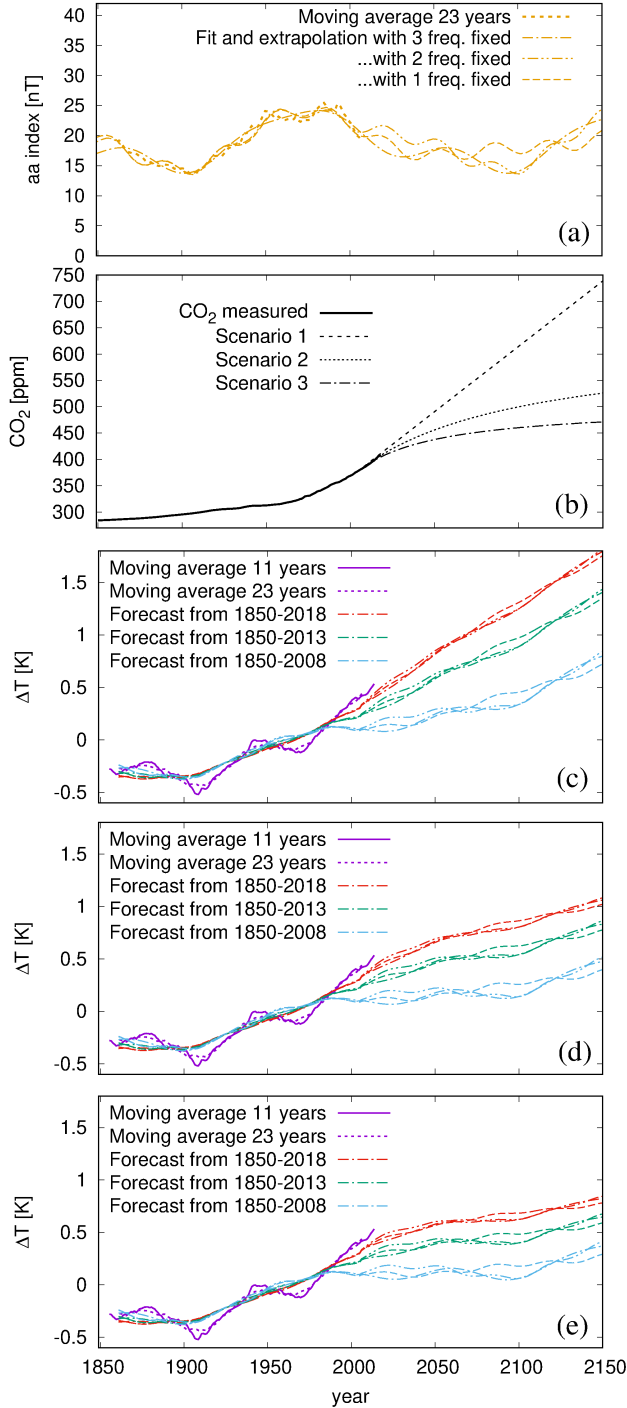 Moving average 23 years
Fit and extrapolation with 3 freq. fixed
...with 2 freq. fixed
...with 1 freq. fixed
aa index [nT]
40
35
30
25
20
15
10
5
0
(a)
CO2 measured
Scenario 1
Scenario 2
Scenario 3
CO2 [ppm]
750
700
650
600
550
500
450
400
350
300
(b)
Moving average 11 years
Moving average 23 years
Forecast from 1850-2018
Forecast from 1850-2013
Forecast from 1850-2008
ΔT [K]
1.5
1
0.5
0
-0.5
(c)
Moving average 11 years
Moving average 23 years
Forecast from 1850-2018
Forecast from 1850-2013
Forecast from 1850-2008
ΔT [K]
1.5
1
0.5
0
-0.5
(d)
Moving average 11 years
Moving average 23 years
Forecast from 1850-2018
Forecast from 1850-2013
Forecast from 1850-2008
ΔT [K]
1.5
1
0.5
0
-0.5
(e)
1850 1900 1950 2000 2050 2100 2150
year